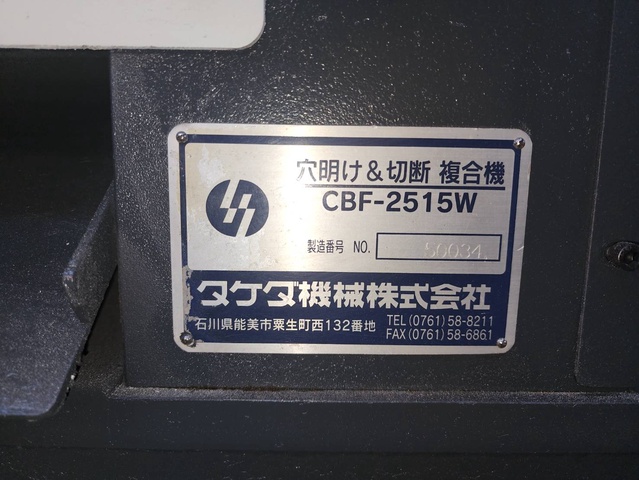 穴明け&切断 複合機
CBF-2515W
製造番号 NO. 50034
タケダ機械株式会社
石川県能美市粟生町西132番地
TEL(0761)58-8211
FAX(0761)58-6861